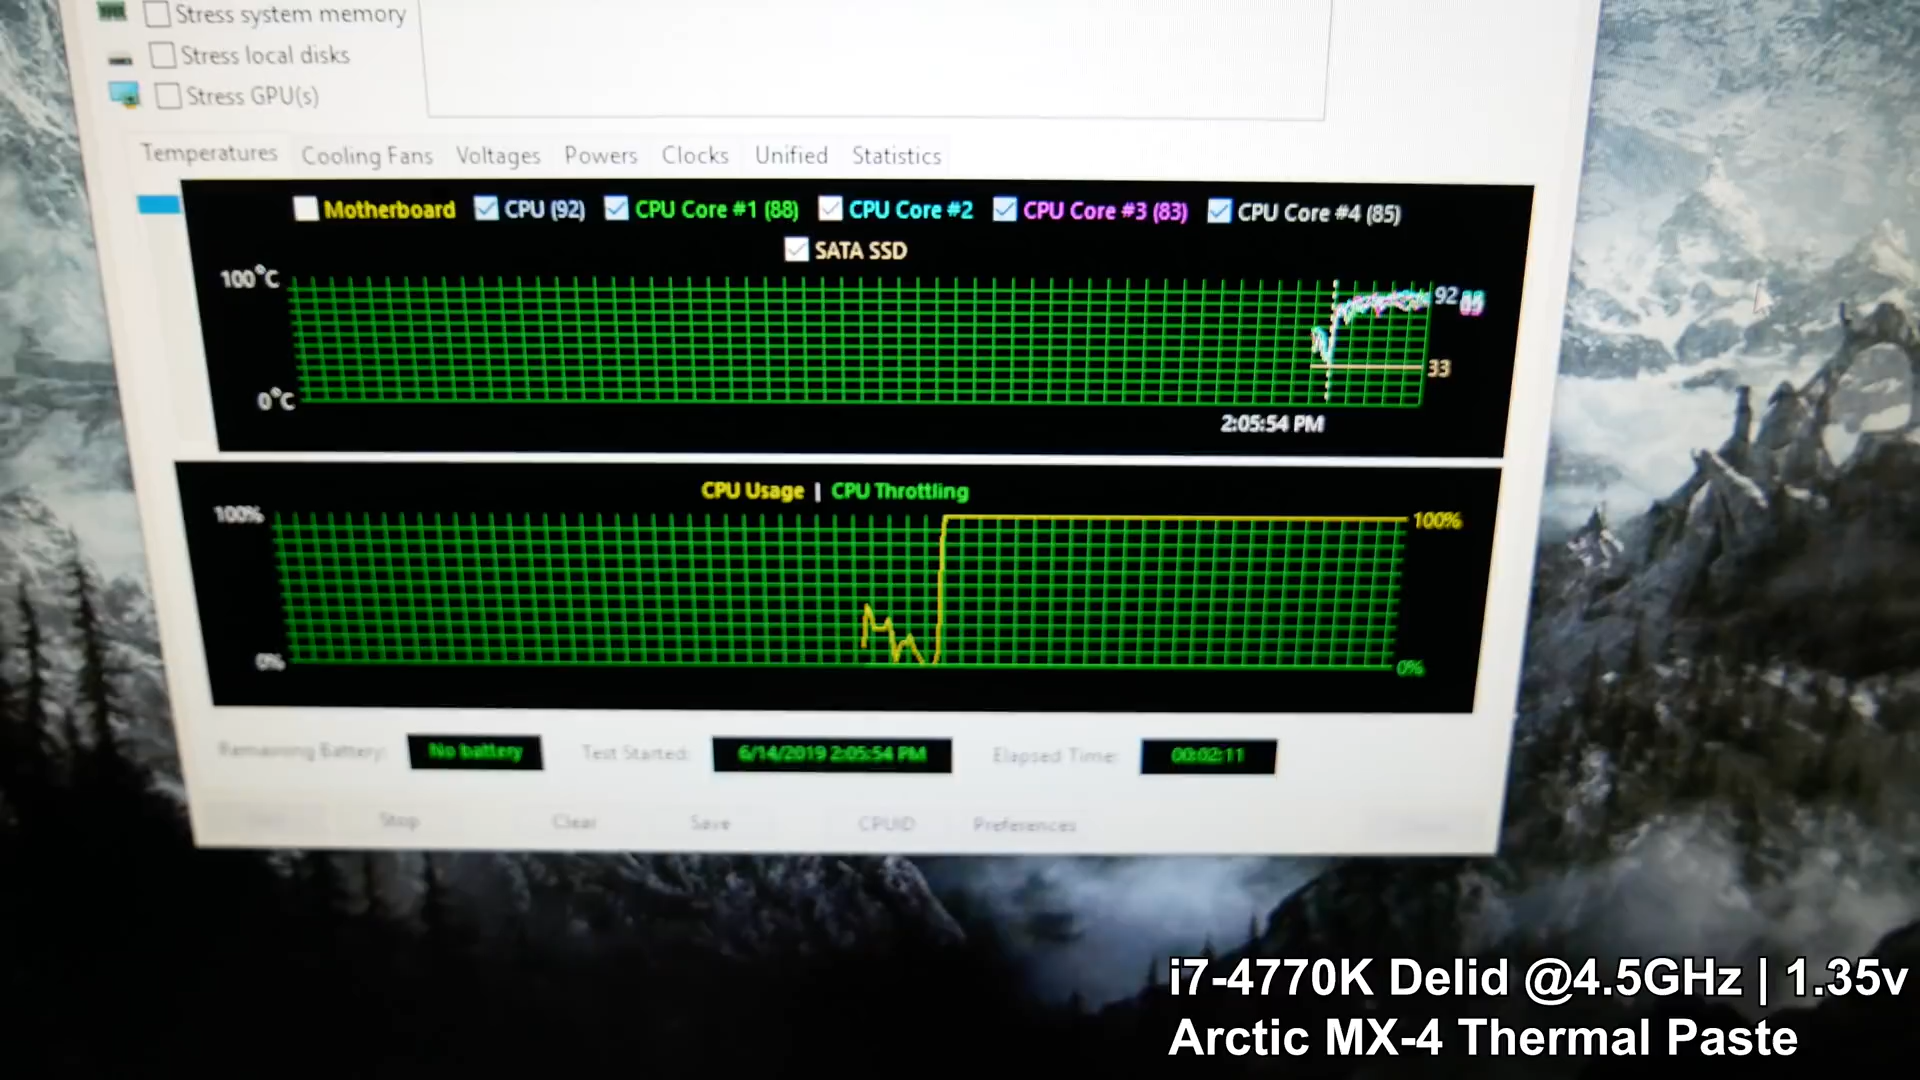 Stress system memory
Stress local disks
Stress GPU(s)
Temperatures Cooling Fans Voltages Powers Clocks Unified Statistics
Motherboard CPU (92) CPU Core #1 (88) CPU Core #2 CPU Core #3 (83) CPU Core #4 (85)
SATA SSD
100°C
92
33
0°C
2:05:54 PM
CPU Usage | CPU Throttling
100% 100%
0% 0%
Remaining Battery: No battery Test Started: 6/14/2019 2:05:54 PM Elapsed Time: 00:02:11
Stop Clear Save CPUID Preferences
i7-4770K Delid @4.5GHz | 1.35v
Arctic MX-4 Thermal Paste